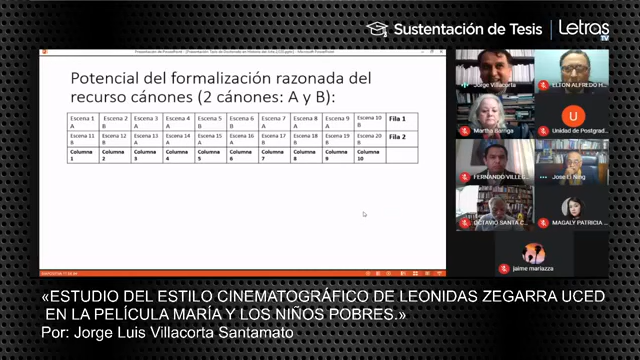 Sustentación de Tesis
Letras
TV
Potencial del formalización razonada del
recurso cánones (2 cánones: A y B):
Escena 1 Escena 2 Escena 3 Escena 4 Escena 5 Escena 6 Escena 7 Escena 8 Escena 9 Escena 10 Fila 1
A B A A B B A A A B
Escena 11 Escena 12 Escena 13 Escena 14 Escena 15 Escena 16 Escena 17 Escena 18 Escena 19 Escena 20 Fila 2
B B A A A A B B B B
Columna Columna Columna Columna Columna Columna Columna Columna Columna Columna
1 2 3 4 5 6 7 8 9 10
Jorge Villacorta
ELTON ALFREDO H...
Martha Barriga
U
Unidad de Postgrad...
FERNANDO VILLEG...
OCTAVIO SANTA C...
MAGALY PATRICIA ...
jaime mariazza
«ESTUDIO DEL ESTILO CINEMATOGRÁFICO DE LEONIDAS ZEGARRA UCED
EN LA PELÍCULA MARÍA Y LOS NIÑOS POBRES.»
Por: Jorge Luis Villacorta Santamato